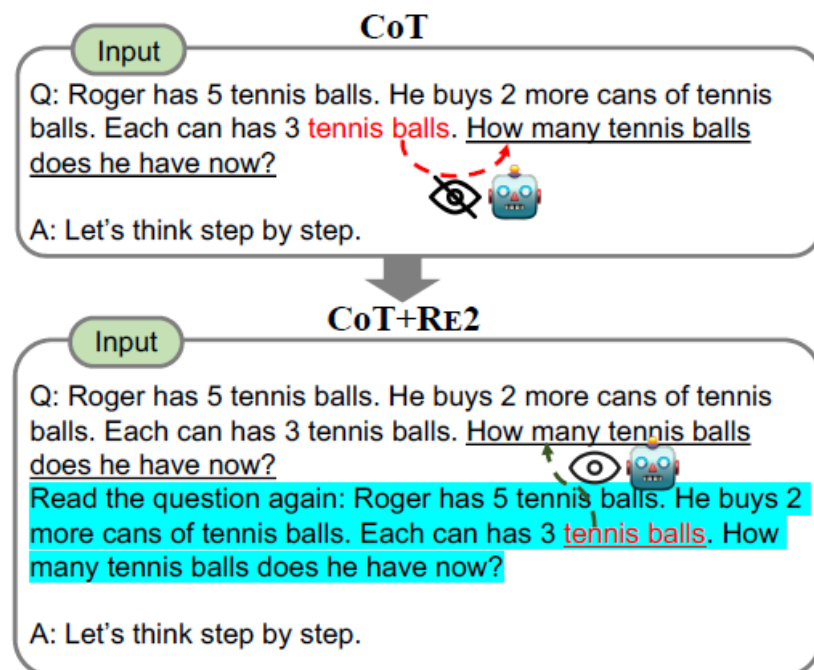 CoT
Input
Q: Roger has 5 tennis balls. He buys 2 more cans of tennis
balls. Each can has 3 tennis balls. How many tennis balls
does he have now?
A: Let's think step by step.
CoT+RE2
Input
Q: Roger has 5 tennis balls. He buys 2 more cans of tennis
balls. Each can has 3 tennis balls. How many tennis balls
does he have now?
Read the question again: Roger has 5 tennis balls. He buys 2
more cans of tennis balls. Each can has 3 tennis balls. How
many tennis balls does he have now?
A: Let's think step by step.